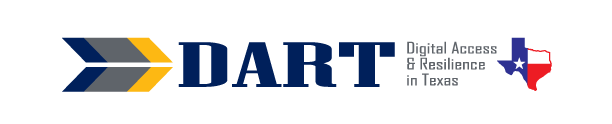 DART
Digital Access
& Resilience
in Texas